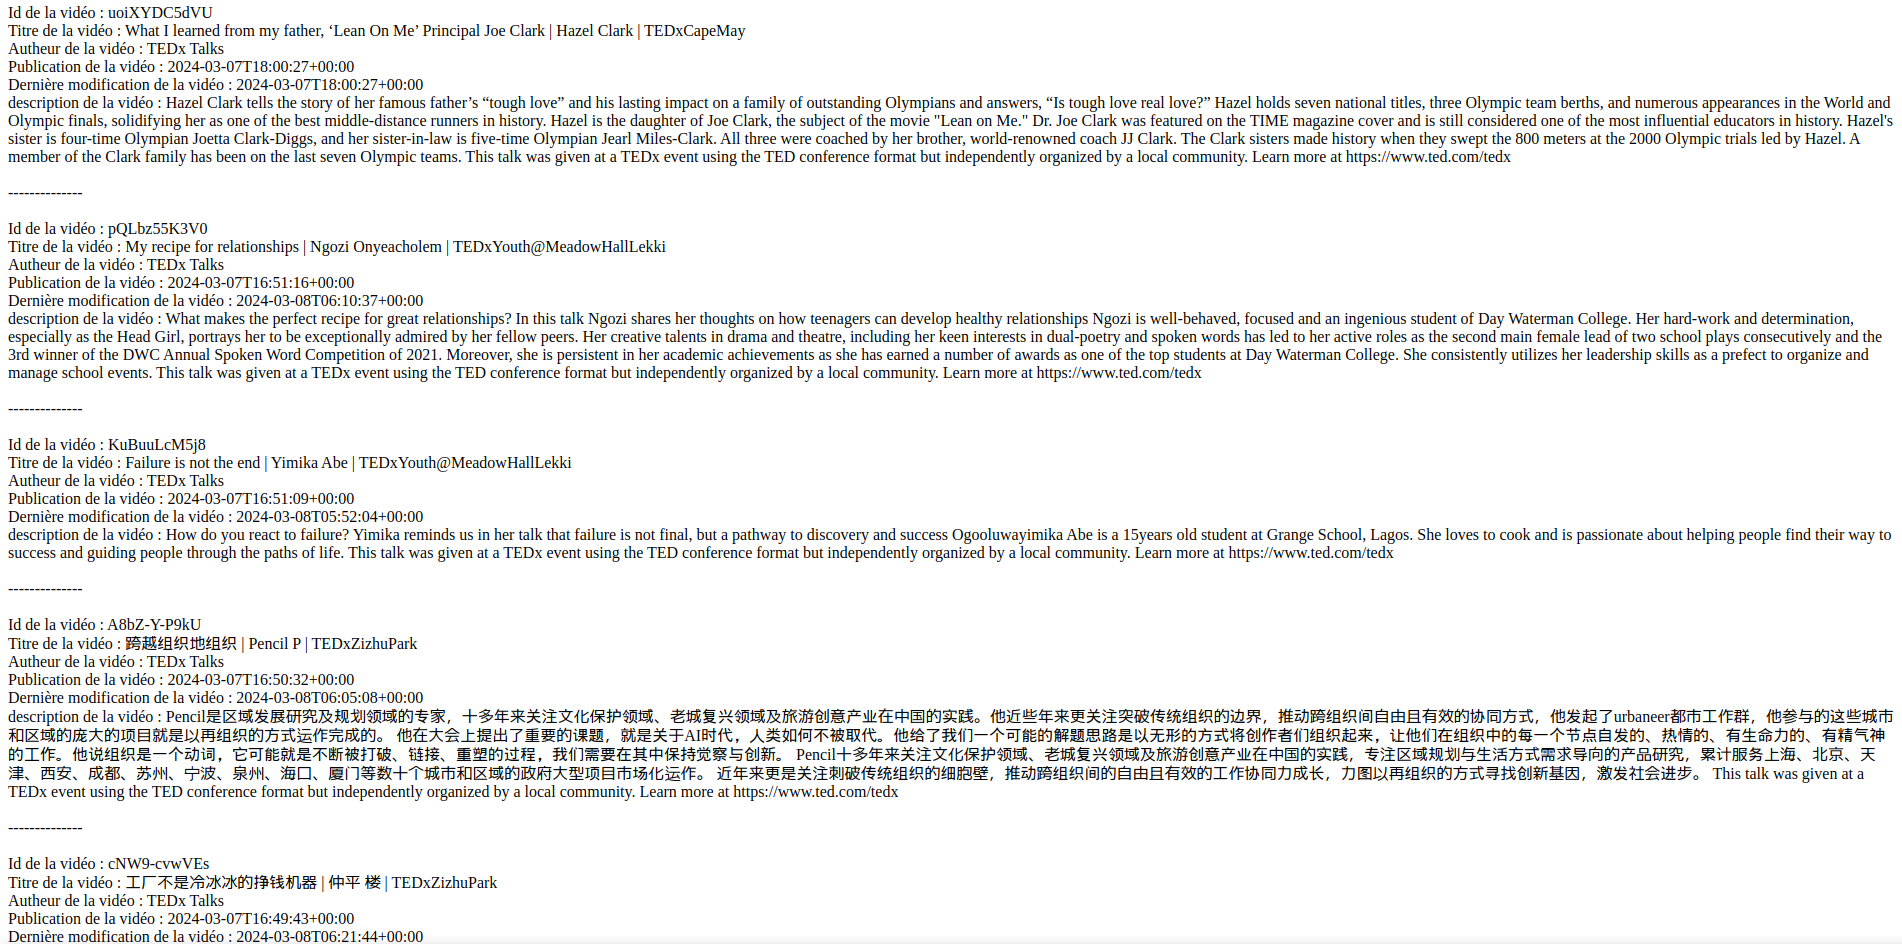 Id de la vidéo : uoiXYDC5dVU
Titre de la vidéo : What I learned from my father, ‘Lean On Me’ Principal Joe Clark | Hazel Clark | TEDxCapeMay
Autheur de la vidéo : TEDx Talks
Publication de la vidéo : 2024-03-07T18:00:27+00:00
Dernière modification de la vidéo : 2024-03-07T18:00:27+00:00
description de la vidéo : Hazel Clark tells the story of her famous father’s “tough love” and his lasting impact on a family of outstanding Olympians and answers, “Is tough love real love?” Hazel holds seven national titles, three Olympic team berths, and numerous appearances in the World and
Olympic finals, solidifying her as one of the best middle-distance runners in history. Hazel is the daughter of Joe Clark, the subject of the movie "Lean on Me." Dr. Joe Clark was featured on the TIME magazine cover and is still considered one of the most influential educators in history. Hazel's
sister is four-time Olympian Joetta Clark-Diggs, and her sister-in-law is five-time Olympian Jearl Miles-Clark. All three were coached by her brother, world-renowned coach JJ Clark. The Clark sisters made history when they swept the 800 meters at the 2000 Olympic trials led by Hazel. A
member of the Clark family has been on the last seven Olympic teams. This talk was given at a TEDx event using the TED conference format but independently organized by a local community. Learn more at https://www.ted.com/tedx
--------------
Id de la vidéo : pQLbz55K3V0
Titre de la vidéo : My recipe for relationships | Ngozi Onyeacholem | TEDxYouth@MeadowHallLekki
Autheur de la vidéo : TEDx Talks
Publication de la vidéo : 2024-03-07T16:51:16+00:00
Dernière modification de la vidéo : 2024-03-08T06:10:37+00:00
description de la vidéo : What makes the perfect recipe for great relationships? In this talk Ngozi shares her thoughts on how teenagers can develop healthy relationships Ngozi is well-behaved, focused and an ingenious student of Day Waterman College. Her hard-work and determination,
especially as the Head Girl, portrays her to be exceptionally admired by her fellow peers. Her creative talents in drama and theatre, including her keen interests in dual-poetry and spoken words has led to her active roles as the second main female lead of two school plays consecutively and the
3rd winner of the DWC Annual Spoken Word Competition of 2021. Moreover, she is persistent in her academic achievements as she has earned a number of awards as one of the top students at Day Waterman College. She consistently utilizes her leadership skills as a prefect to organize and
manage school events. This talk was given at a TEDx event using the TED conference format but independently organized by a local community. Learn more at https://www.ted.com/tedx
--------------
Id de la vidéo : KuBuuLcM5j8
Titre de la vidéo : Failure is not the end | Yimika Abe | TEDxYouth@MeadowHallLekki
Autheur de la vidéo : TEDx Talks
Publication de la vidéo : 2024-03-07T16:51:09+00:00
Dernière modification de la vidéo : 2024-03-08T05:52:04+00:00
description de la vidéo : How do you react to failure? Yimika reminds us in her talk that failure is not final, but a pathway to discovery and success Ogooluwayimika Abe is a 15years old student at Grange School, Lagos. She loves to cook and is passionate about helping people find their way to
success and guiding people through the paths of life. This talk was given at a TEDx event using the TED conference format but independently organized by a local community. Learn more at https://www.ted.com/tedx
--------------
Id de la vidéo : A8bZ-Y-P9kU
Titre de la vidéo : 跨越组织地组织 | Pencil P | TEDxZizhuPark
Autheur de la vidéo : TEDx Talks
Publication de la vidéo : 2024-03-07T16:50:32+00:00
Dernière modification de la vidéo : 2024-03-08T06:05:08+00:00
description de la vidéo : Pencil是区域发展研究及规划领域的专家，十多年来关注文化保护领域、老城复兴领域及旅游创意产业在中国的实践。他近些年来更关注突破传统组织的边界，推动跨组织间自由且有效的协同方式，他发起了urbaneer都市工作群，他参与的这些城市
和区域的庞大的项目就是以再组织的方式运作完成的。 他在大会上提出了重要的课题，就是关于AI时代，人类如何不被取代。他给了我们一个可能的解题思路是以无形的方式将创作者们组织起来，让他们在组织中的每一个节点自发的、热情的、有生命力的、有精气神
的工作。他说组织是一个动词，它可能就是不断被打破、链接、重塑的过程，我们需要在其中保持觉察与创新。 Pencil十多年来关注文化保护领域、老城复兴领域及旅游创意产业在中国的实践，专注区域规划与生活方式需求导向的产品研究，累计服务上海、北京、天
津、西安、成都、苏州、宁波、泉州、海口、厦门等数十个城市和区域的政府大型项目市场化运作。 近年来更是关注刺破传统组织的细胞壁，推动跨组织间的自由且有效的工作协同力成长，力图以再组织的方式寻找创新基因，激发社会进步。 This talk was given at a
TEDx event using the TED conference format but independently organized by a local community. Learn more at https://www.ted.com/tedx
--------------
Id de la vidéo : cNW9-cvwVEs
Titre de la vidéo : 工厂不是冷冰冰的挣钱机器 | 仲平 楼 | TEDxZizhuPark
Autheur de la vidéo : TEDx Talks
Publication de la vidéo : 2024-03-07T16:49:43+00:00
Dernière modification de la vidéo : 2024-03-08T06:21:44+00:00